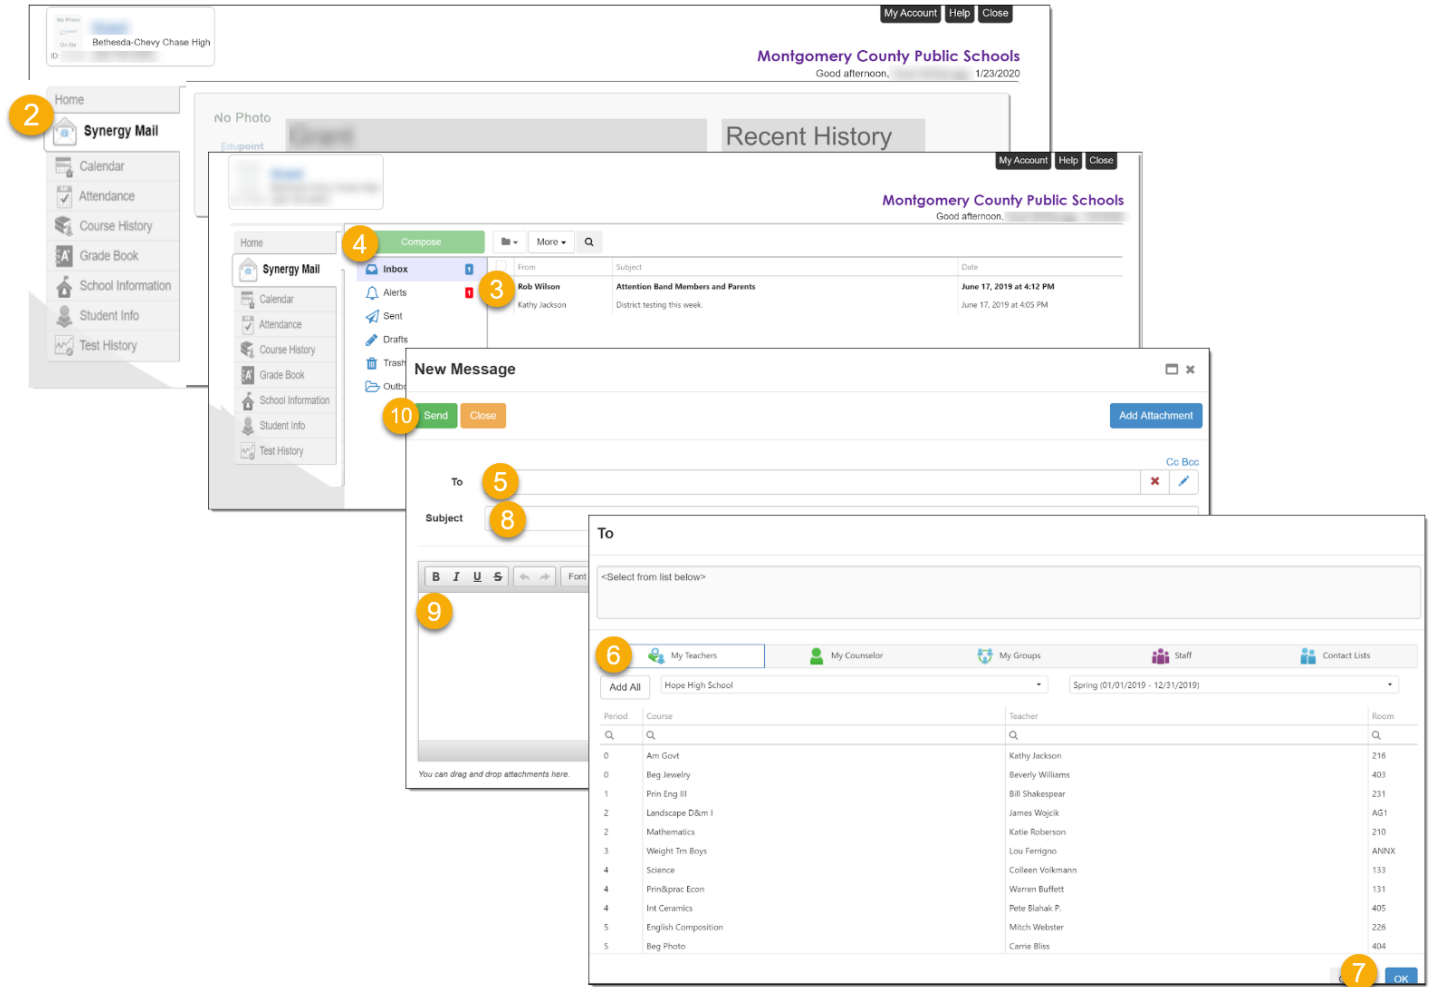 My Account Help Close
No Photo
On file
Bethesda-Chevy Chase High
ID:
Montgomery County Public Schools
Good afternoon, 1/23/2020
2
Home
Synergy Mail
Calendar
Attendance
Course History
Grade Book
School Information
Student Info
Test History
No Photo
Edupoint
Grant
Recent History
My Account Help Close
Montgomery County Public Schools
Good afternoon,
Home
Synergy Mail
Calendar
Attendance
Course History
Grade Book
School Information
Student Info
Test History
4 Compose
More
Inbox 1
Alerts 1
Sent
Drafts
Trash
Outb
From Subject Date
3
Rob Wilson Attention Band Members and Parents June 17, 2019 at 4:12 PM
Kathy Jackson District testing this week. June 17, 2019 at 4:05 PM
New Message
10 Send Close Add Attachment
Cc Bcc
To 5
Subject 8
B I U S Font
9
You can drag and drop attachments here.
To
<Select from list below>
6 My Teachers My Counselor My Groups Staff Contact Lists
Add All Hope High School Spring (01/01/2019 - 12/31/2019)
Period Course Teacher Room
0 Am Govt Kathy Jackson 216
0 Beg Jewelry Beverly Williams 403
1 Prin Eng III Bill Shakespear 231
2 Landscape D&m I James Wojcik AG1
2 Mathematics Katie Roberson 210
3 Weight Trn Boys Lou Ferrigno ANNX
4 Science Colleen Volkmann 133
4 Prin&prac Econ Warren Buffett 131
4 Int Ceramics Pete Blahak P. 405
5 English Composition Mitch Webster 226
5 Beg Photo Carrie Bliss 404
7 OK